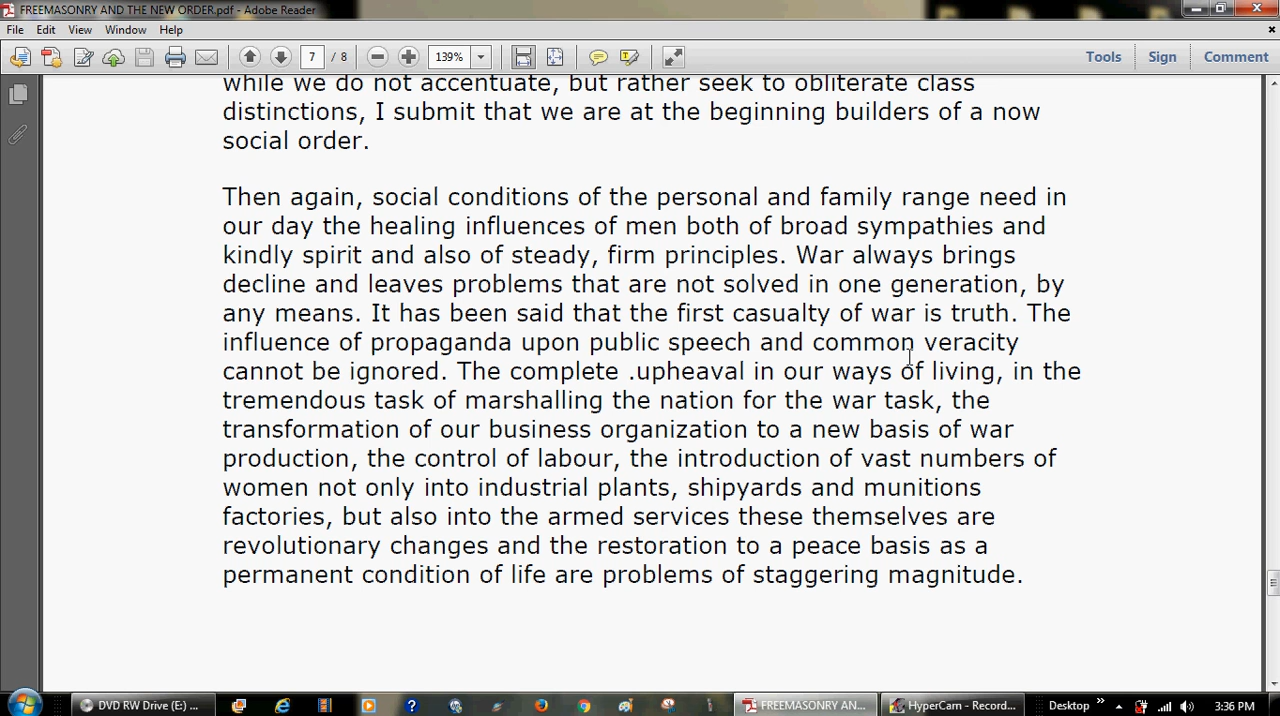 FREEMASONRY AND THE NEW ORDER.pdf - Adobe Reader
File Edit View Window Help
7 / 8 139% Tools Sign Comment
while we do not accentuate, but rather seek to obliterate class
distinctions, I submit that we are at the beginning builders of a now
social order.
Then again, social conditions of the personal and family range need in
our day the healing influences of men both of broad sympathies and
kindly spirit and also of steady, firm principles. War always brings
decline and leaves problems that are not solved in one generation, by
any means. It has been said that the first casualty of war is truth. The
influence of propaganda upon public speech and common veracity
cannot be ignored. The complete .upheaval in our ways of living, in the
tremendous task of marshalling the nation for the war task, the
transformation of our business organization to a new basis of war
production, the control of labour, the introduction of vast numbers of
women not only into industrial plants, shipyards and munitions
factories, but also into the armed services these themselves are
revolutionary changes and the restoration to a peace basis as a
permanent condition of life are problems of staggering magnitude.
DVD RW Drive (E:) ... FREEMASONRY AN... HyperCam - Record... Desktop » 3:36 PM